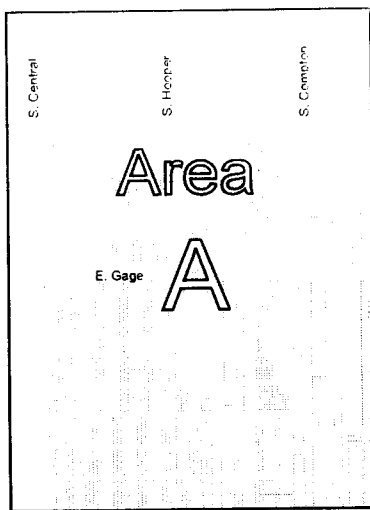 S. Central
S. Hooper
S. Compton
Area
A
E. Gage